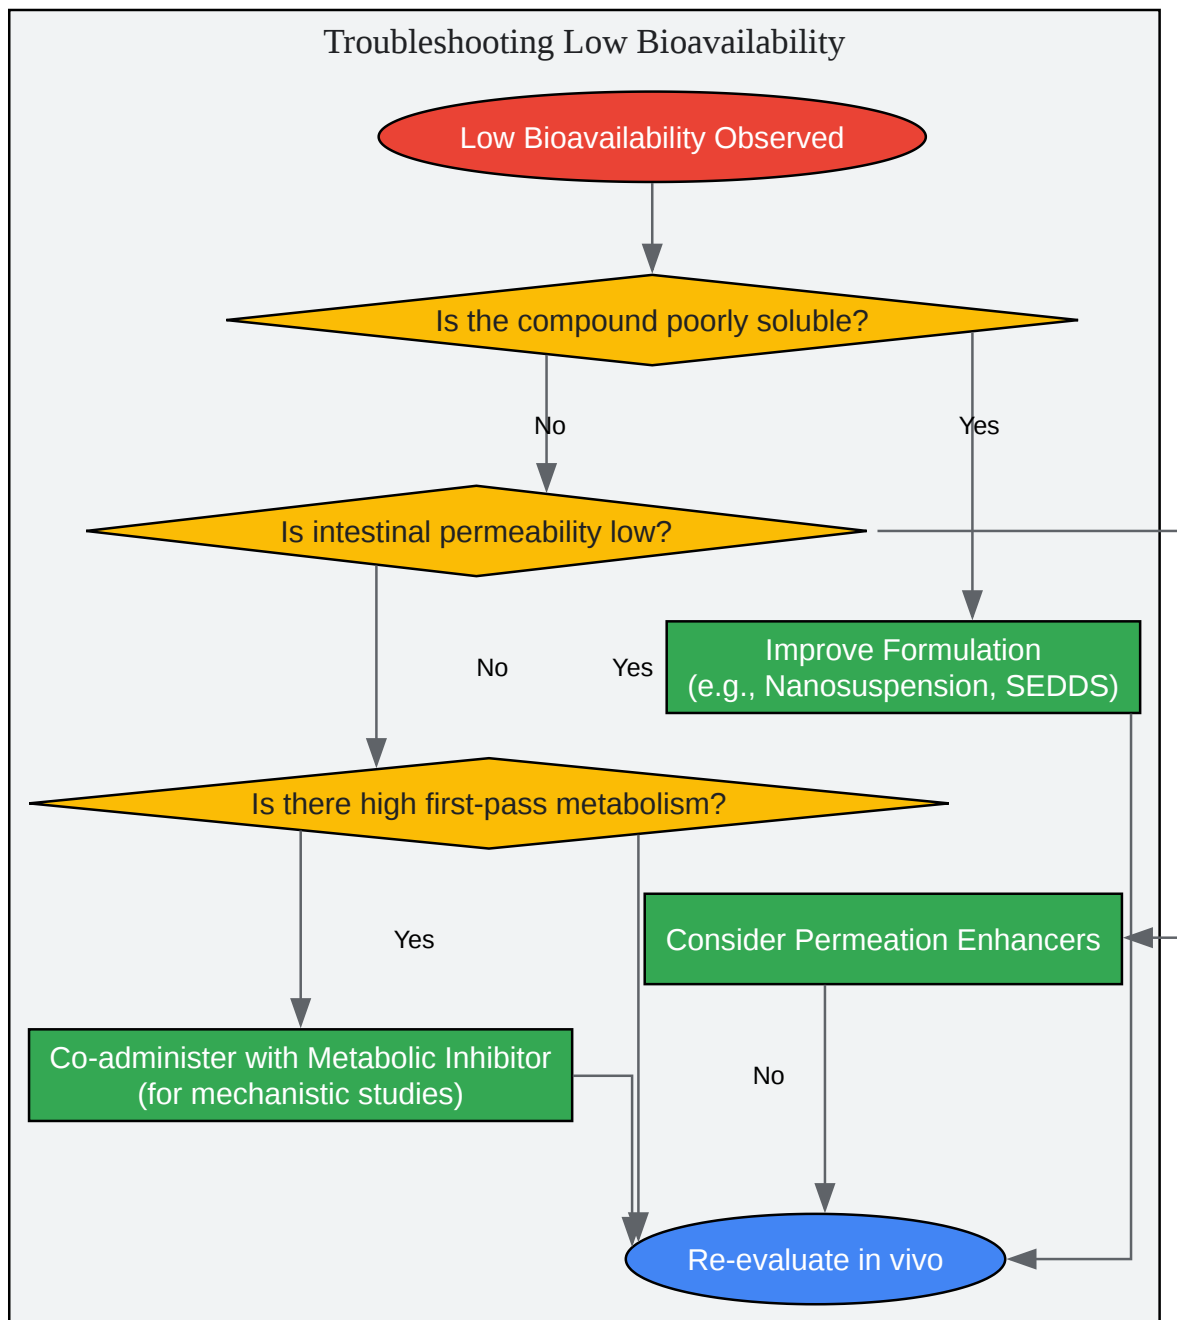 Troubleshooting Low Bioavailability
Low Bioavailability Observed
Is the compound poorly soluble?
No
Yes
Is intestinal permeability low?
Improve Formulation
(e.g., Nanosuspension, SEDDS)
No
Yes
Is there high first-pass metabolism?
Yes
Consider Permeation Enhancers
Co-administer with Metabolic Inhibitor
(for mechanistic studies)
No
Re-evaluate in vivo